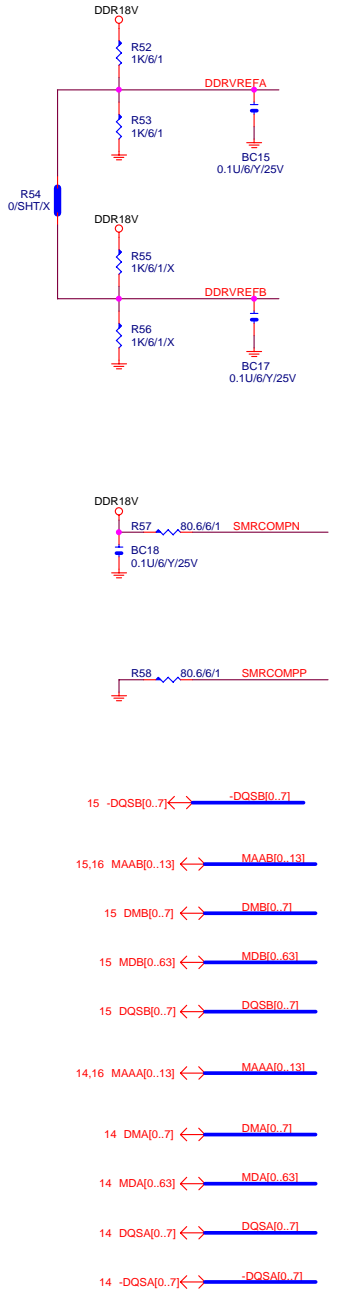 DDR18V
R52
1K/6/1
DDRVREFA
R53
1K/6/1
BC15
0.1U/6/Y/25V
R54
0/SHT/X
DDR18V
R55
1K/6/1/X
DDRVREFB
R56
1K/6/1/X
BC17
0.1U/6/Y/25V
DDR18V
R57 80.6/6/1 SMRCOMPN
BC18
0.1U/6/Y/25V
R58 80.6/6/1 SMRCOMPP
15 -DQSB[0..7] -DQSB[0..7]
15,16 MAAB[0..13] MAAB[0..13]
15 DMB[0..7] DMB[0..7]
15 MDB[0..63] MDB[0..63]
15 DQSB[0..7] DQSB[0..7]
14,16 MAAA[0..13] MAAA[0..13]
14 DMA[0..7] DMA[0..7]
14 MDA[0..63] MDA[0..63]
14 DQSA[0..7] DQSA[0..7]
14 -DQSA[0..7] -DQSA[0..7]